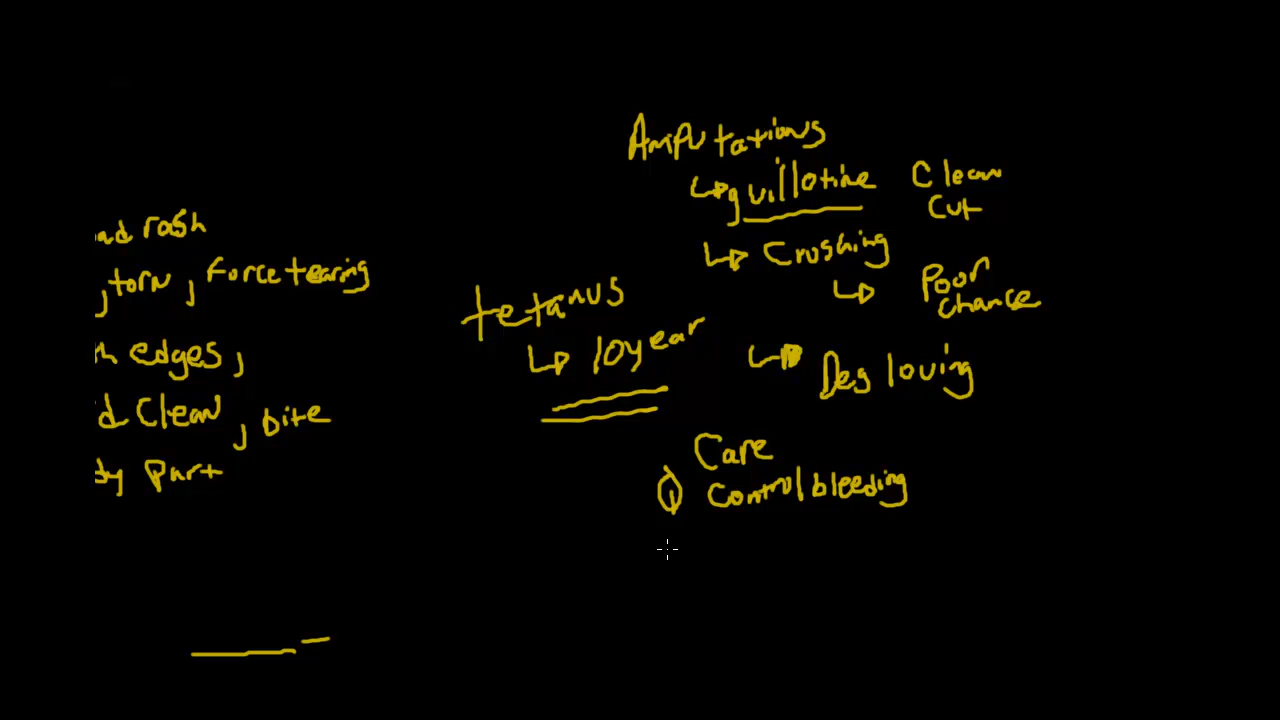 ad rash
, torn, Force tearing
h edges,
d Clean, bite
dy Part
tetanus
10 year
Amputations
guillotine Clean Cut
Crushing
Poor chance
Degloving
Care
① Control bleeding